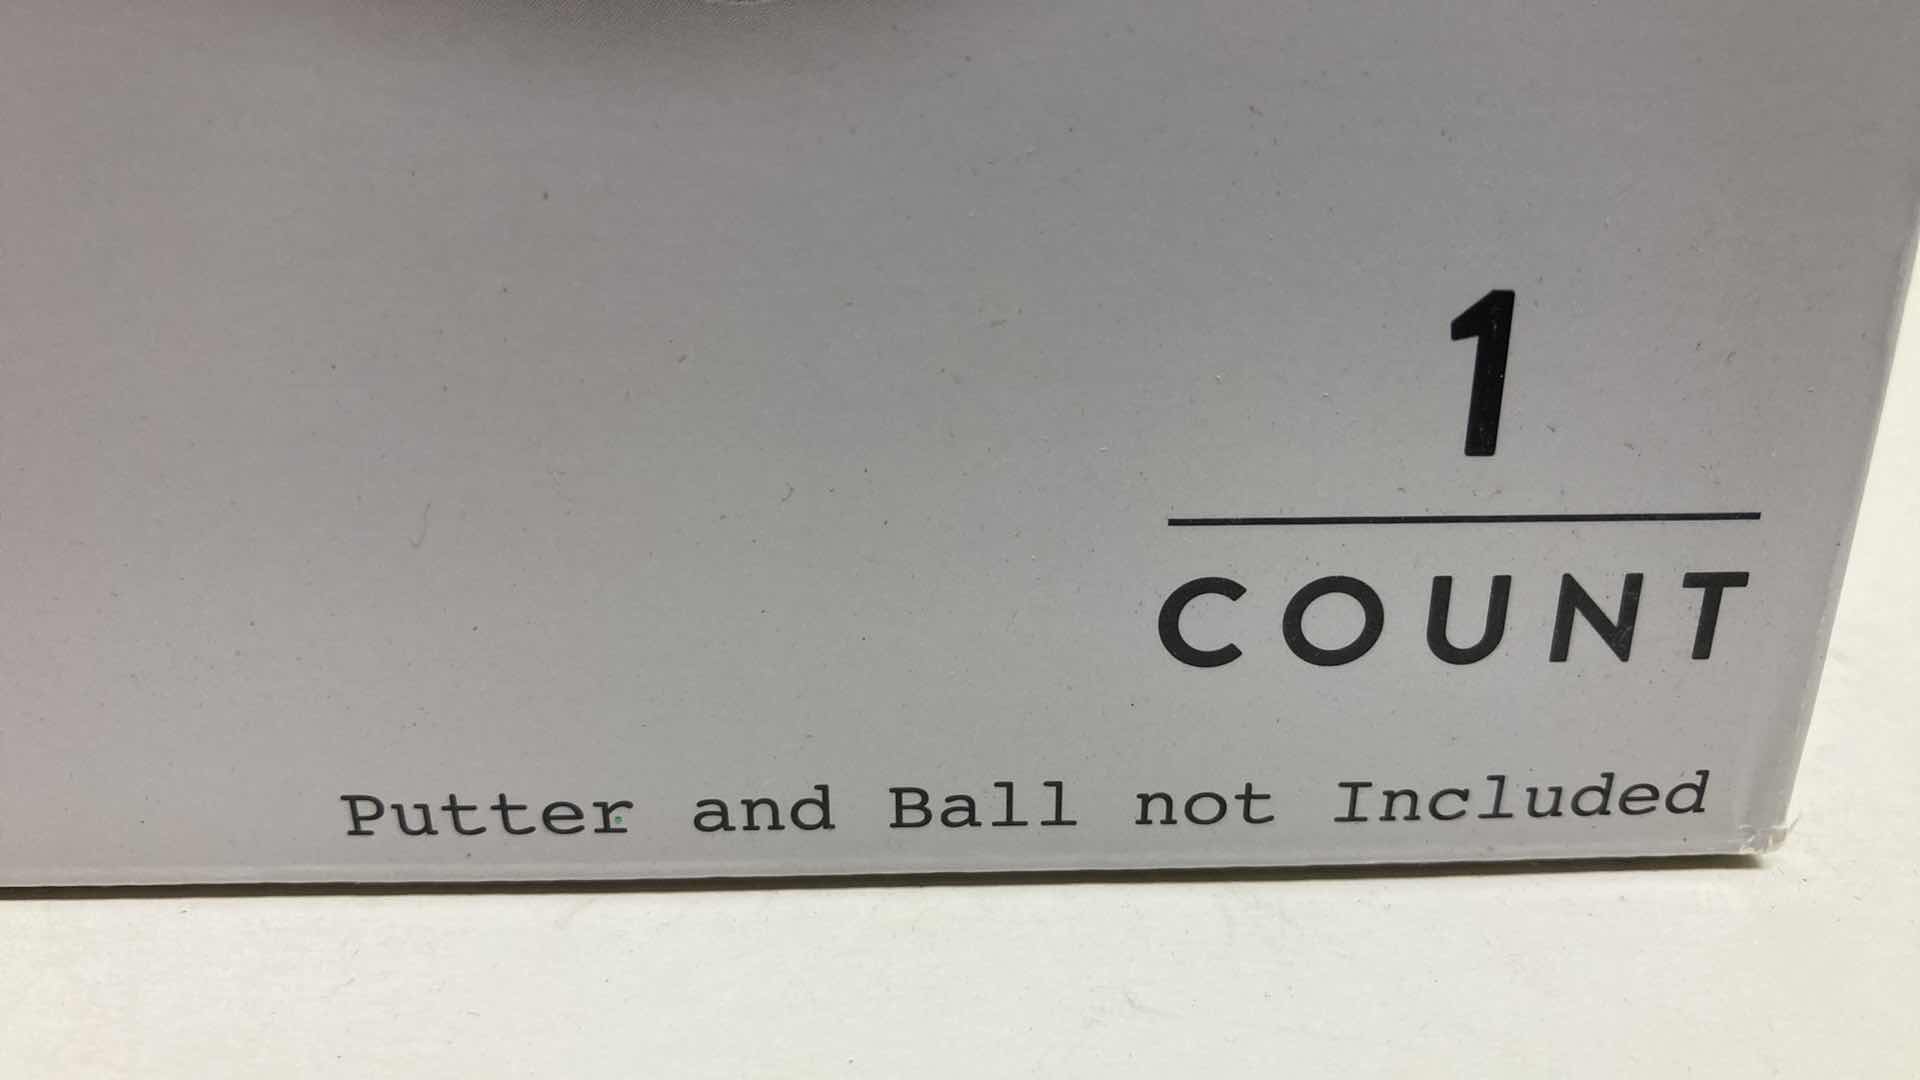 1
COUNT
Putter and Ball not Included